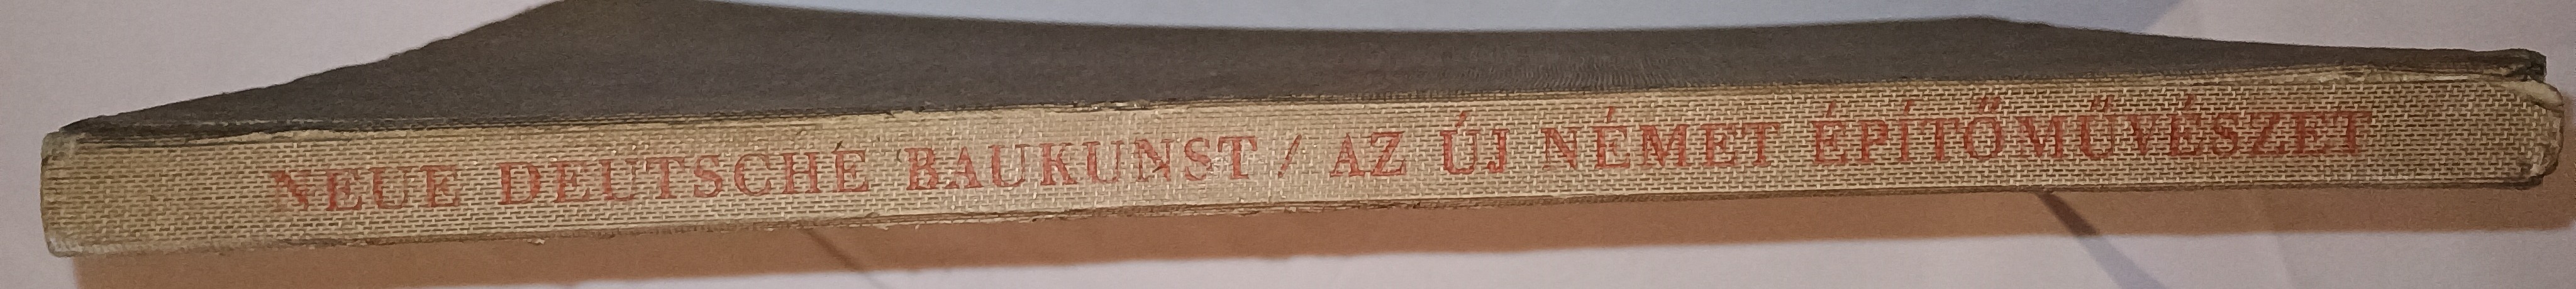 NEUE DEUTSCHE BAUKUNST / AZ ÚJ NÉMET ÉPÍTŐMŰVÉSZET